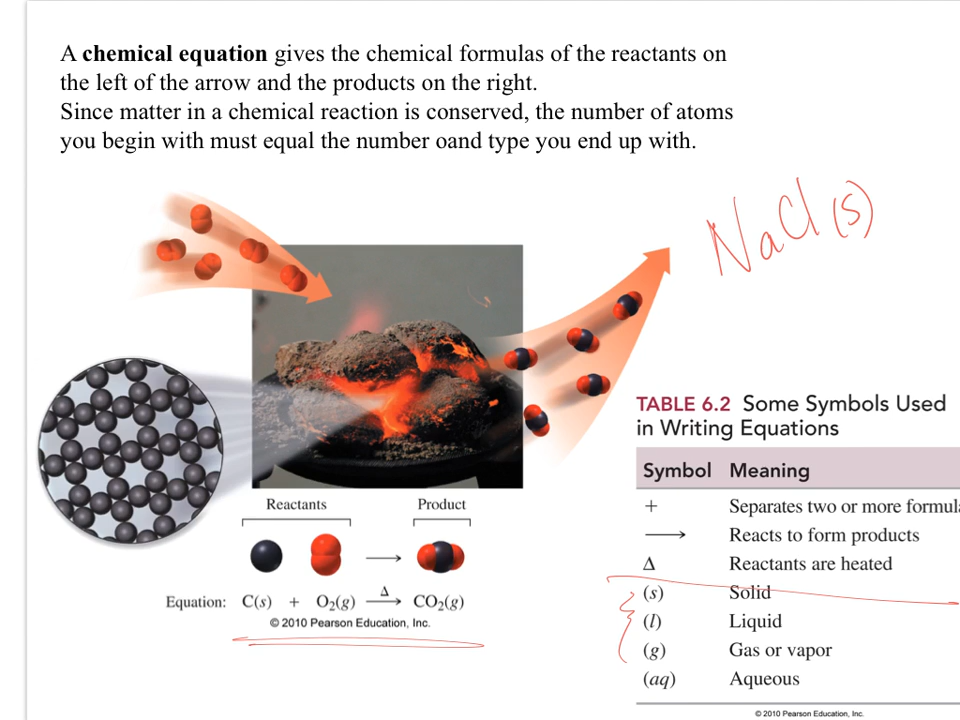 A chemical equation gives the chemical formulas of the reactants on
the left of the arrow and the products on the right.
Since matter in a chemical reaction is conserved, the number of atoms
you begin with must equal the number oand type you end up with.
NaCl(s)
TABLE 6.2 Some Symbols Used
in Writing Equations
Symbol Meaning
+ Separates two or more formula
⟶ Reacts to form products
Δ Reactants are heated
(s) Solid
(l) Liquid
(g) Gas or vapor
(aq) Aqueous
© 2010 Pearson Education, Inc.
Reactants Product
Equation: C(s) + O₂(g) —Δ→ CO₂(g)
© 2010 Pearson Education, Inc.